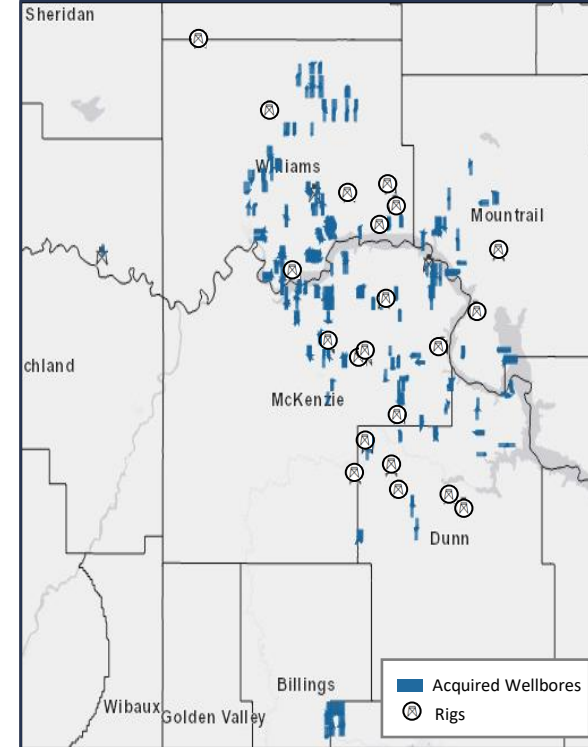 Sheridan
Williams
Mountrail
chland
McKenzie
Dunn
Billings
Wibaux
Golden Valley
Acquired Wellbores
Rigs